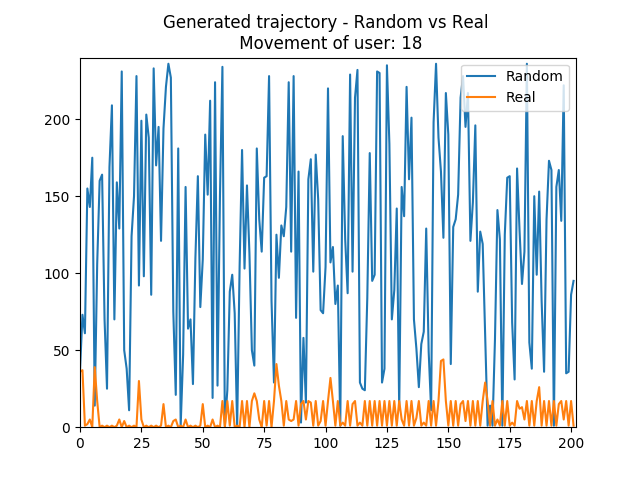 Generated trajectory - Random vs Real
Movement of user: 18
Random
Real
200
150
100
50
0
0 25 50 75 100 125 150 175 200